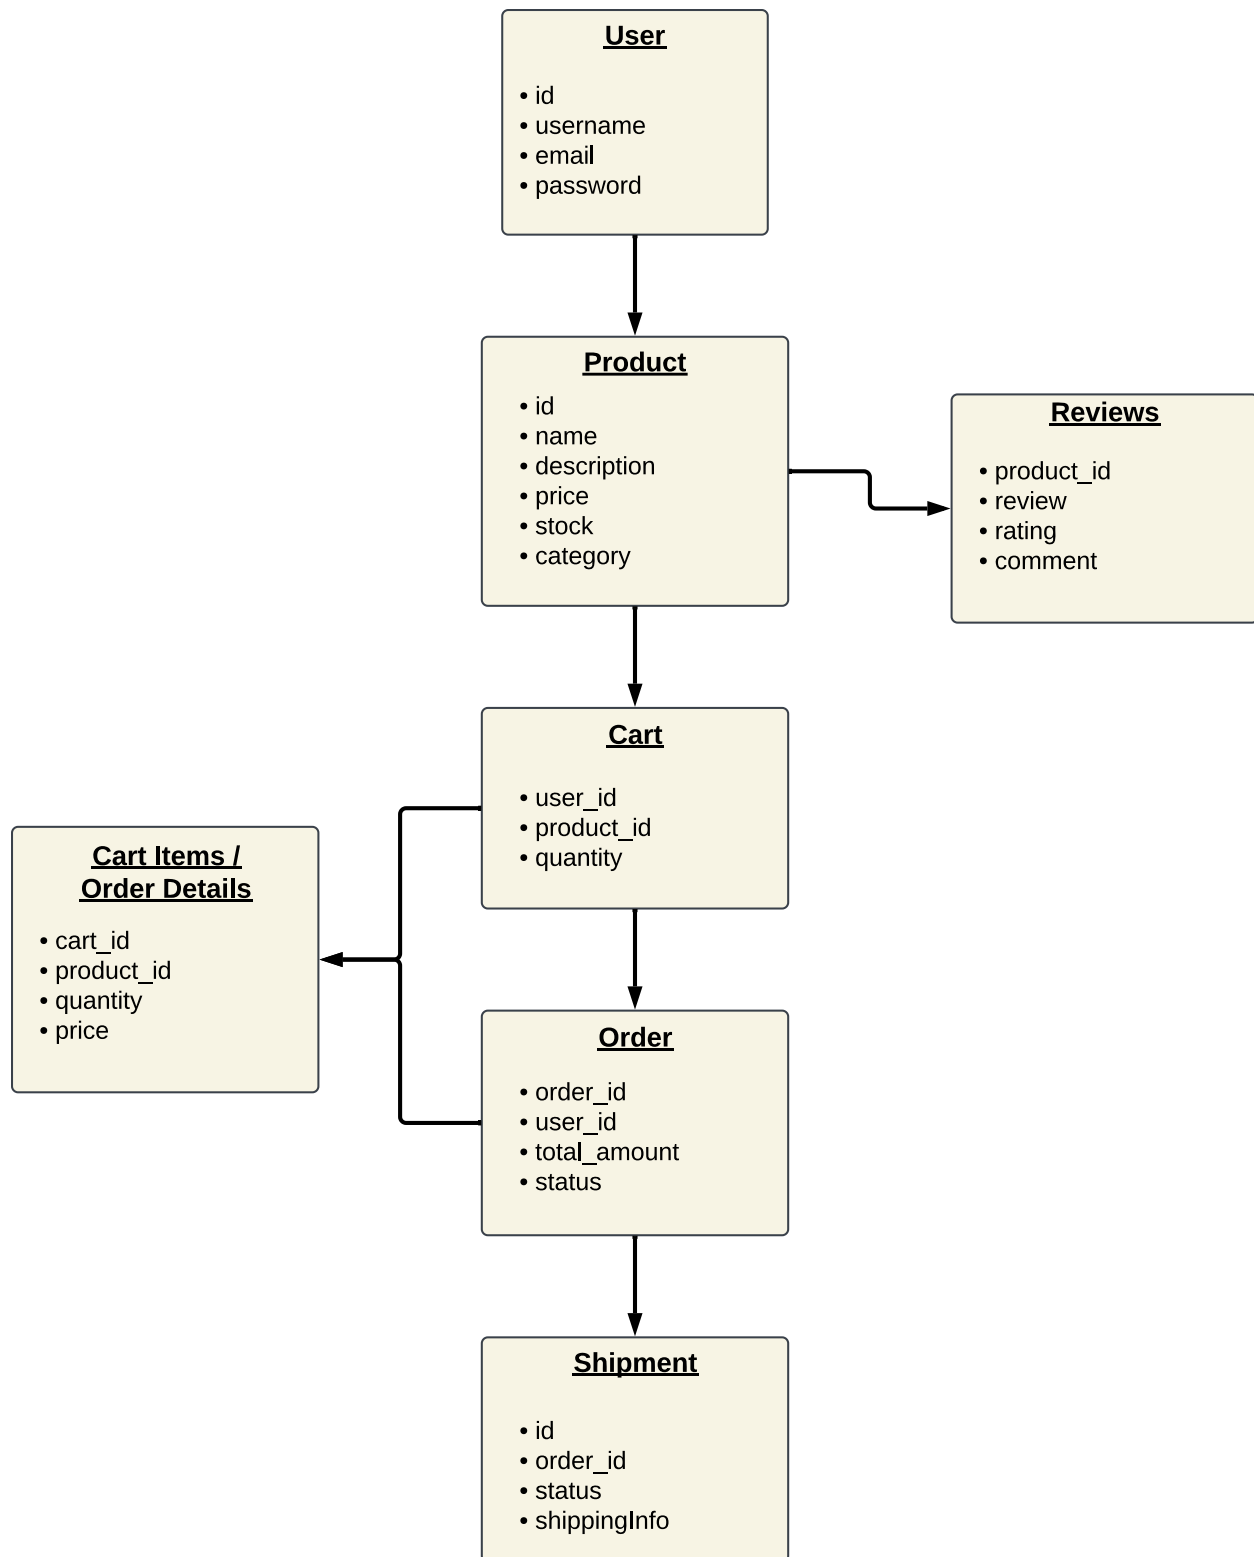 User
• id
• username
• email
• password
Product
• id
• name
• description
• price
• stock
• category
Reviews
• product_id
• review
• rating
• comment
Cart
• user_id
• product_id
• quantity
Cart Items /
Order Details
• cart_id
• product_id
• quantity
• price
Order
• order_id
• user_id
• total_amount
• status
Shipment
• id
• order_id
• status
• shippingInfo